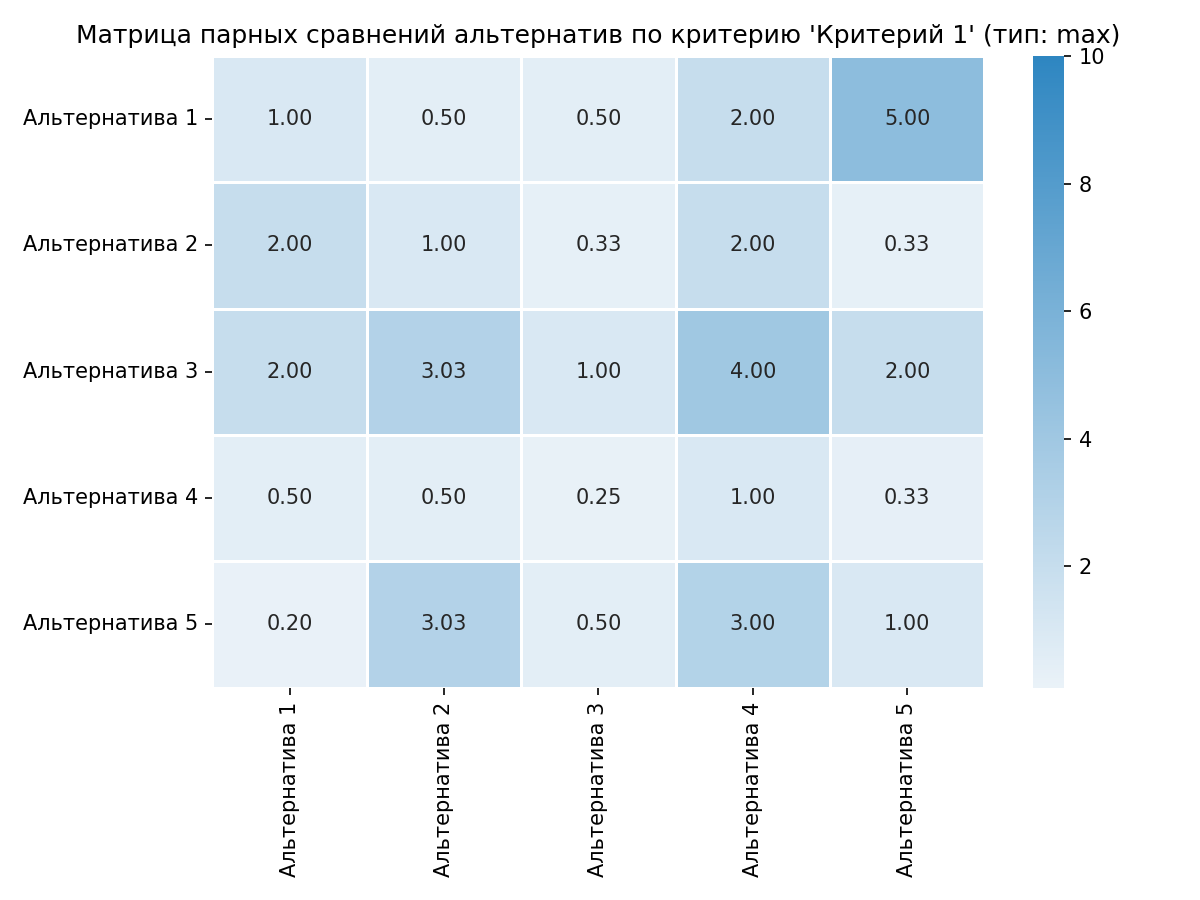 Матрица парных сравнений альтернатив по критерию 'Критерий 1' (тип: max)
Альтернатива 1 1.00 0.50 0.50 2.00 5.00
Альтернатива 2 2.00 1.00 0.33 2.00 0.33
Альтернатива 3 2.00 3.03 1.00 4.00 2.00
Альтернатива 4 0.50 0.50 0.25 1.00 0.33
Альтернатива 5 0.20 3.03 0.50 3.00 1.00
Альтернатива 1
Альтернатива 2
Альтернатива 3
Альтернатива 4
Альтернатива 5
10
8
6
4
2